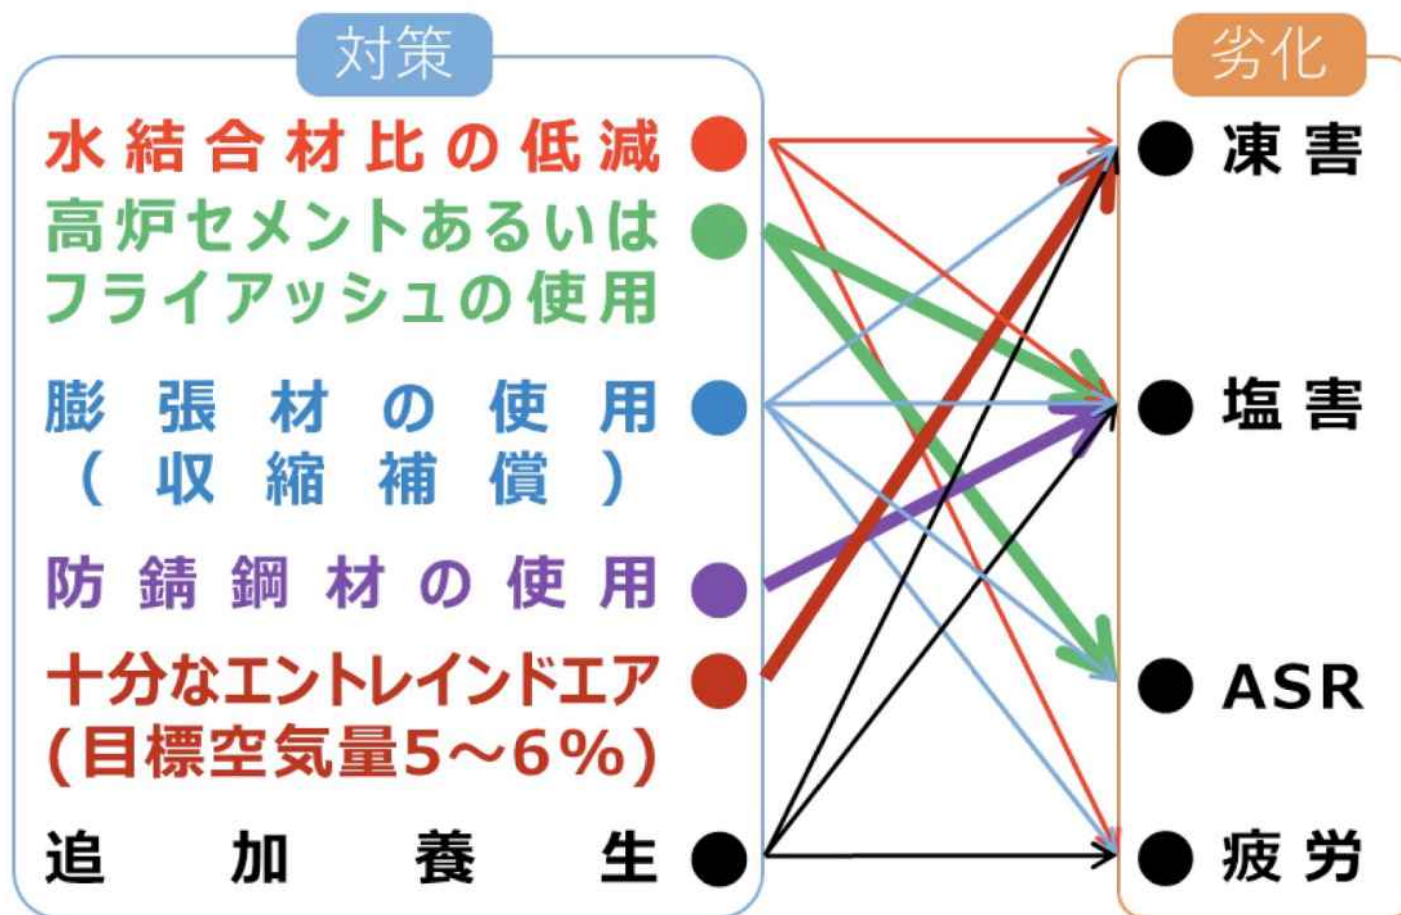 対策
劣化
水結合材比の低減
高炉セメントあるいは
フライアッシュの使用
膨張材の使用
(収縮補償)
防錆鋼材の使用
十分なエントレインドエア
(目標空気量5～6%)
追加養生
凍害
塩害
ASR
疲労